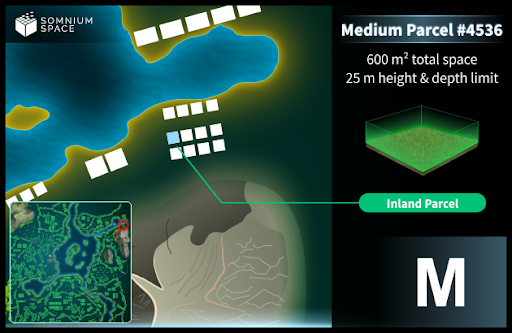 SOMNIUM
SPACE
Medium Parcel #4536
600 m² total space
25 m height & depth limit
Inland Parcel
M